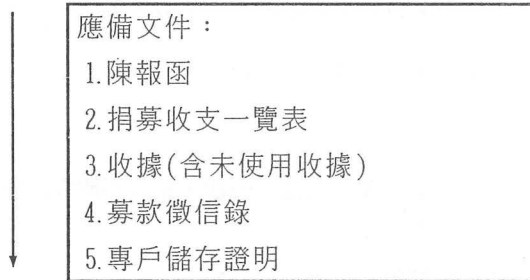 應備文件：
1.陳報函
2.捐募收支一覽表
3.收據(含未使用收據)
4.募款徵信錄
5.專戶儲存證明